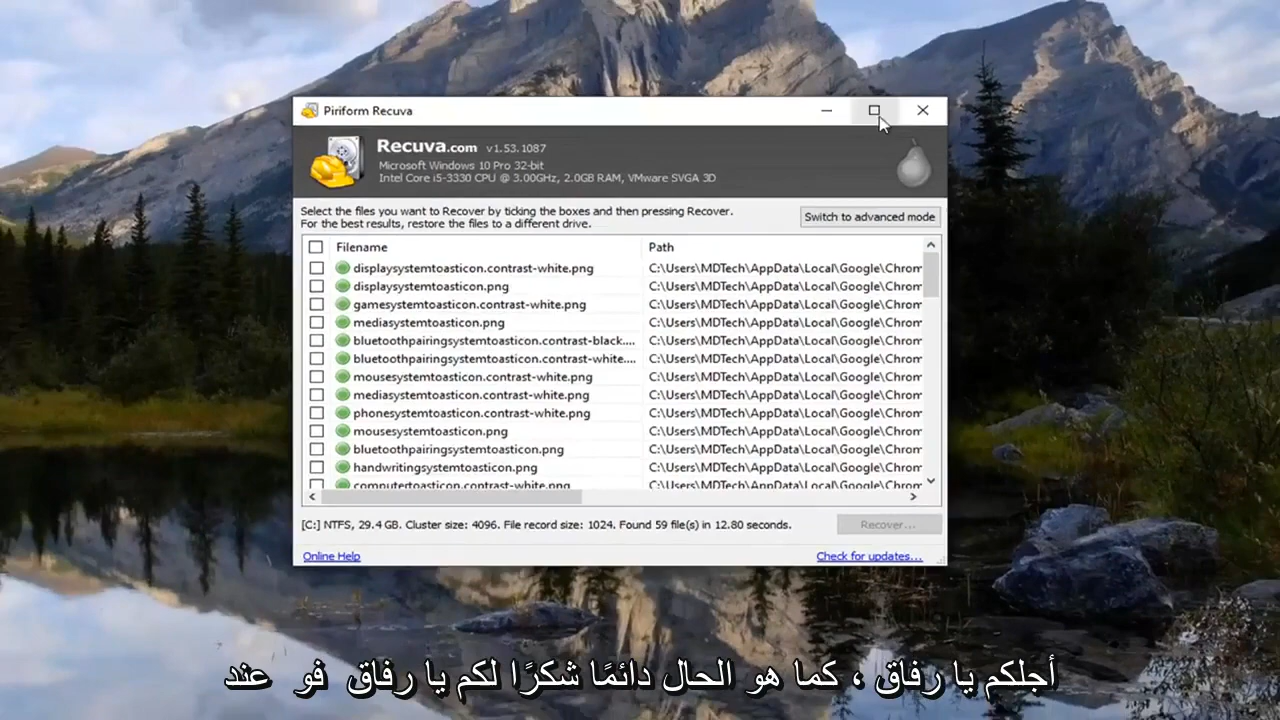 Piriform Recuva
Recuva.com v1.53.1087
Microsoft Windows 10 Pro 32-bit
Intel Core i5-3330 CPU @ 3.00GHz, 2.0GB RAM, VMware SVGA 3D
Select the files you want to Recover by ticking the boxes and then pressing Recover.
For the best results, restore the files to a different drive.
Switch to advanced mode
Filename Path
displaysystemtoasticon.contrast-white.png C:\Users\MDTech\AppData\Local\Google\Chrom
displaysystemtoasticon.png C:\Users\MDTech\AppData\Local\Google\Chrom
gamesystemtoasticon.contrast-white.png C:\Users\MDTech\AppData\Local\Google\Chrom
mediasystemtoasticon.png C:\Users\MDTech\AppData\Local\Google\Chrom
bluetoothpairingsystemtoasticon.contrast-black.... C:\Users\MDTech\AppData\Local\Google\Chrom
bluetoothpairingsystemtoasticon.contrast-white.... C:\Users\MDTech\AppData\Local\Google\Chrom
mousesystemtoasticon.contrast-white.png C:\Users\MDTech\AppData\Local\Google\Chrom
mediasystemtoasticon.contrast-white.png C:\Users\MDTech\AppData\Local\Google\Chrom
phonesystemtoasticon.contrast-white.png C:\Users\MDTech\AppData\Local\Google\Chrom
mousesystemtoasticon.png C:\Users\MDTech\AppData\Local\Google\Chrom
bluetoothpairingsystemtoasticon.png C:\Users\MDTech\AppData\Local\Google\Chrom
handwritingsystemtoasticon.png C:\Users\MDTech\AppData\Local\Google\Chrom
computertoasticon.contrast-white.png C:\Users\MDTech\AppData\Local\Google\Chrom
[C:] NTFS, 29.4 GB. Cluster size: 4096. File record size: 1024. Found 59 file(s) in 12.80 seconds.
Recover...
Online Help
Check for updates...
أجلكم يا رفاق ، كما هو الحال دائمًا شكرًا لكم يا رفاق فو عند